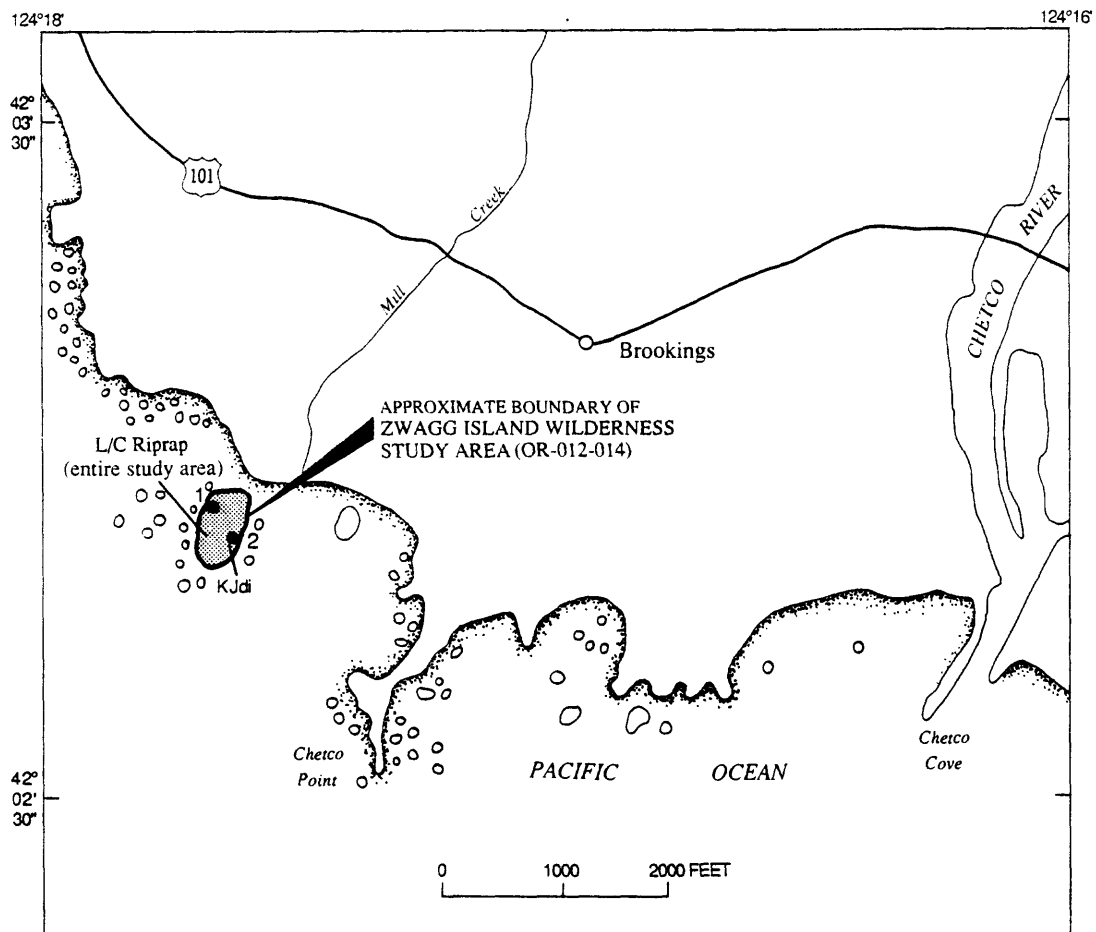 124°18'
124°16'
42°
03'
30"
101
Creek
Mill
RIVER
CHETCO
Brookings
APPROXIMATE BOUNDARY OF
ZWAGG ISLAND WILDERNESS
STUDY AREA (OR-012-014)
L/C Riprap
(entire study area)
1
2
KJdi
Chetco
Point
PACIFIC OCEAN
Chetco
Cove
42°
02'
30"
0 1000 2000 FEET